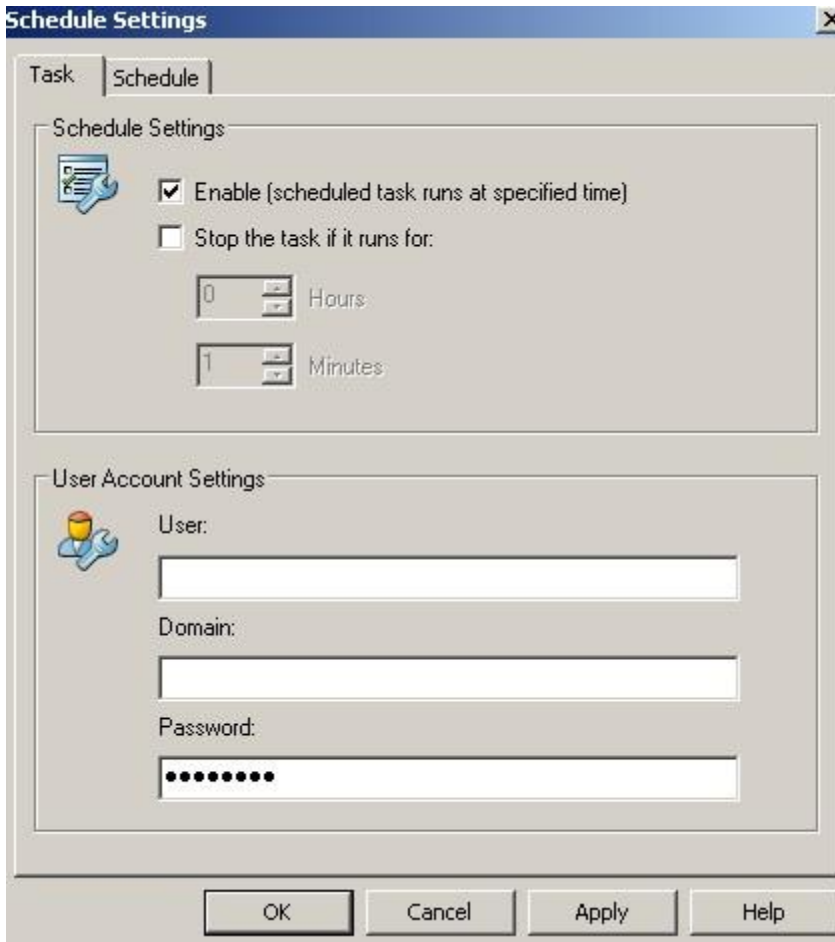 Schedule Settings
Task
Schedule
Schedule Settings
Enable (scheduled task runs at specified time)
Stop the task if it runs for:
0 Hours
1 Minutes
User Account Settings
User:
Domain:
Password:
••••••••
OK Cancel Apply Help